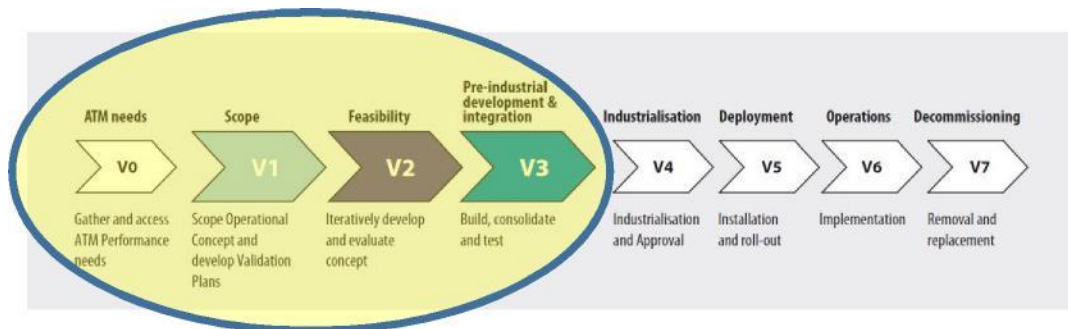 ATM needs
V0
Gather and access
ATM Performance
needs
Scope
V1
Scope Operational
Concept and
develop Validation
Plans
Feasibility
V2
Iteratively develop
and evaluate
concept
Pre-industrial
development &
integration
V3
Build, consolidate
and test
Industrialisation
V4
Industrialisation
and Approval
Deployment
V5
Installation
and roll-out
Operations
V6
Implementation
Decommissioning
V7
Removal and
replacement